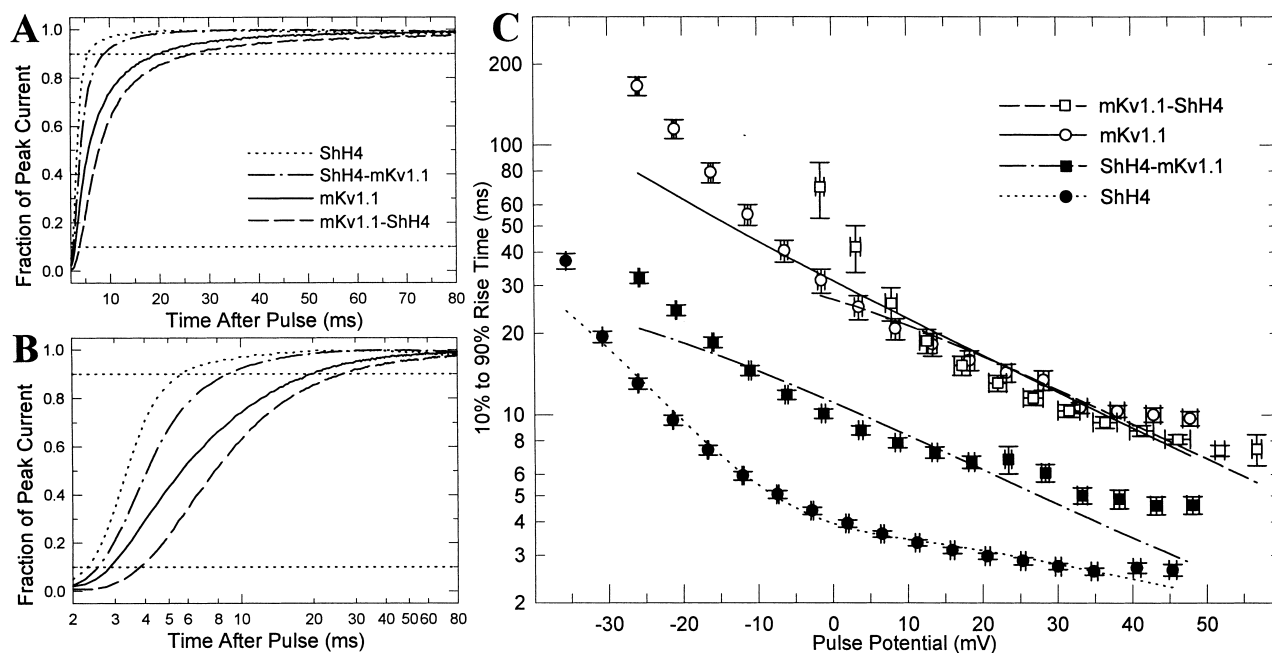 A
1.0
0.8
0.6
0.4
0.2
0.0
Fraction of Peak Current
ShH4
ShH4-mKv1.1
mKv1.1
mKv1.1-ShH4
10 20 30 40 50 60 70 80
Time After Pulse (ms)
B
1.0
0.8
0.6
0.4
0.2
0.0
Fraction of Peak Current
2 3 4 5 6 8 10 20 30 40 5060 80
Time After Pulse (ms)
C
200
100
80
60
50
40
30
20
10
8
6
5
4
3
2
10% to 90% Rise Time (ms)
mKv1.1-ShH4
mKv1.1
ShH4-mKv1.1
ShH4
-30 -20 -10 0 10 20 30 40 50
Pulse Potential (mV)